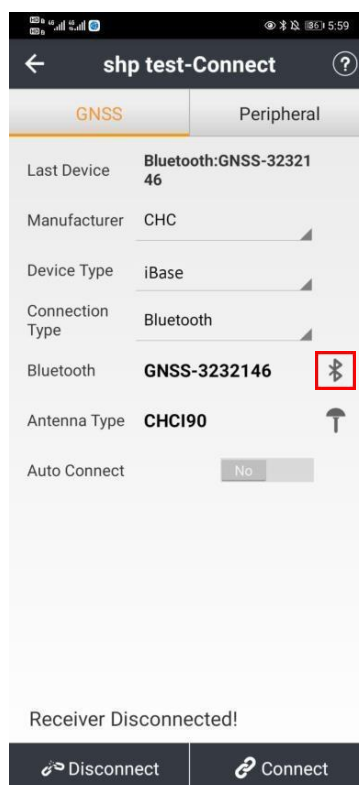 36 5:59
shp test-Connect ?
GNSS Peripheral
Last Device Bluetooth:GNSS-32321
46
Manufacturer CHC
Device Type iBase
Connection
Type Bluetooth
Bluetooth GNSS-3232146
Antenna Type CHCI90
Auto Connect No
Receiver Disconnected!
Disconnect Connect